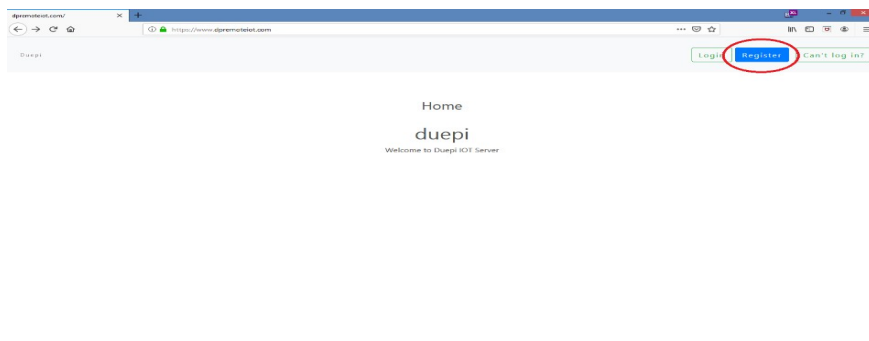 dpremoteiot.com/
https://www.dpremoteiot.com
Duepi
Login Register Can't log in?
Home
duepi
Welcome to Duepi IOT Server